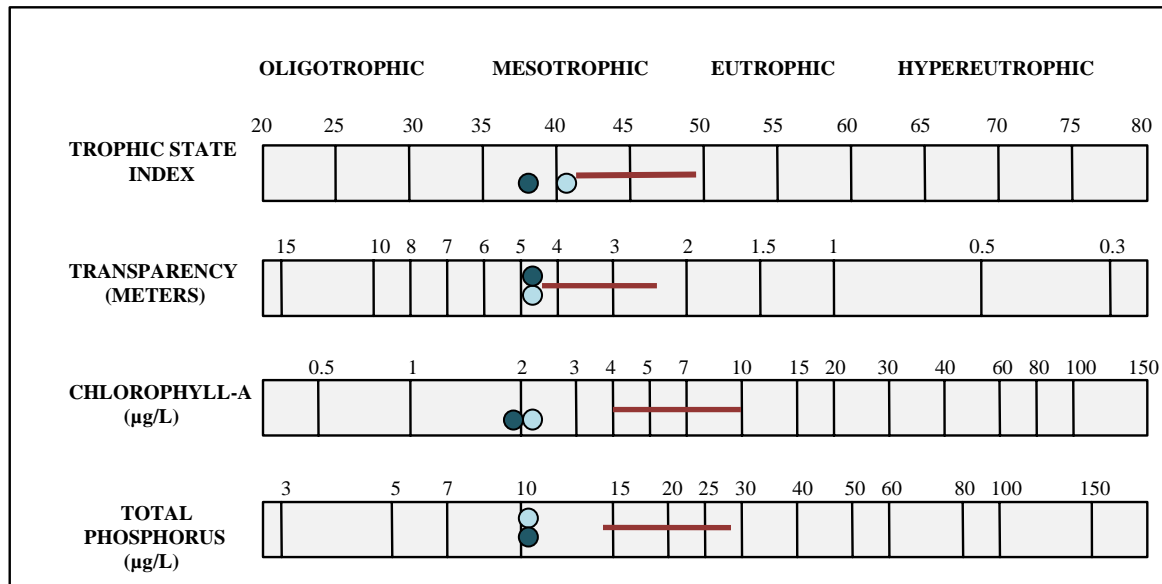 OLIGOTROPHIC MESOTROPHIC EUTROPHIC HYPEREUTROPHIC
20 25 30 35 40 45 50 55 60 65 70 75 80
TROPHIC STATE
INDEX
15 10 8 7 6 5 4 3 2 1.5 1 0.5 0.3
TRANSPARENCY
(METERS)
0.5 1 2 3 4 5 7 10 15 20 30 40 60 80 100 150
CHLOROPHYLL-A
(µg/L)
3 5 7 10 15 20 25 30 40 50 60 80 100 150
TOTAL
PHOSPHORUS
(µg/L)